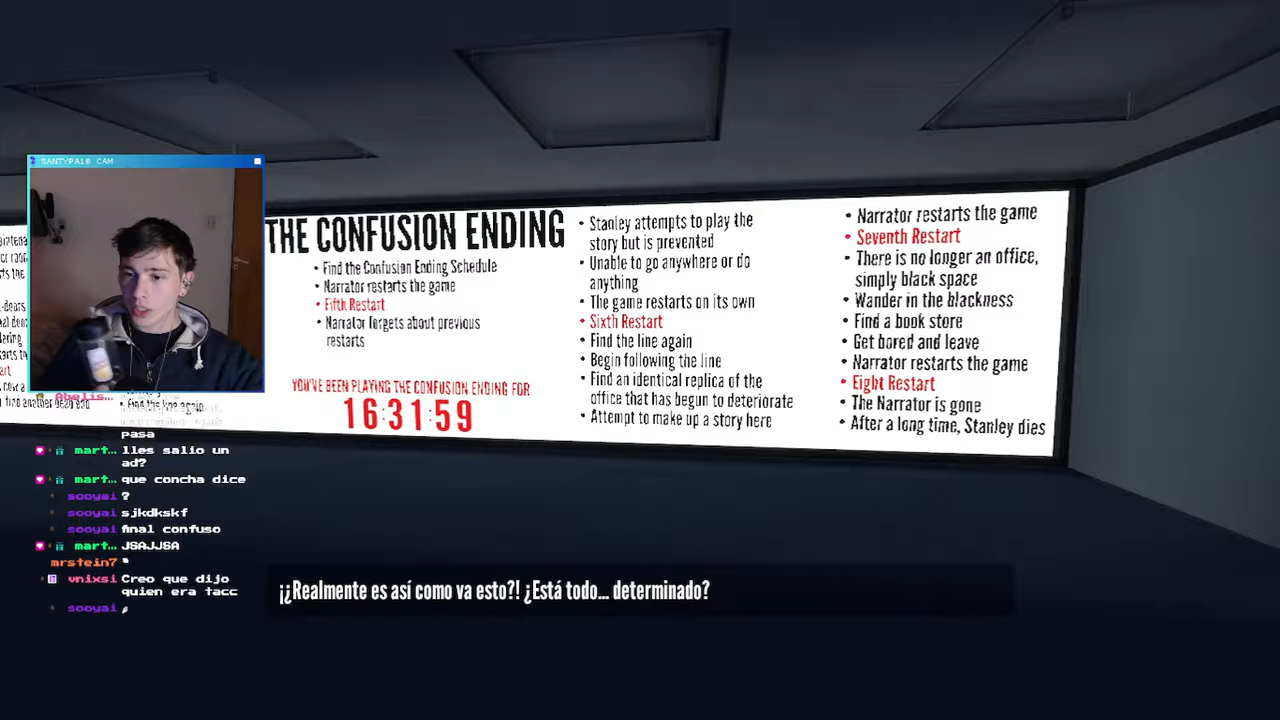 SANTYPALB CAM
THE CONFUSION ENDING
• Find the Confusion Ending Schedule
• Narrator restarts the game
• Fifth Restart
• Narrator forgets about previous
restarts
YOU'VE BEEN PLAYING THE CONFUSION ENDING FOR
16:31:59
• Stanley attempts to play the
story but is prevented
• Unable to go anywhere or do
anything
• The game restarts on its own
• Sixth Restart
• Find the line again
• Begin following the line
• Find an identical replica of the
office that has begun to deteriorate
• Attempt to make up a story here
• Narrator restarts the game
• Seventh Restart
• There is no longer an office,
simply black space
• Wander in the blackness
• Find a book store
• Get bored and leave
• Narrator restarts the game
• Eight Restart
• The Narrator is gone
• After a long time, Stanley dies
• Find the line again
pasa
mart... lles salio un
ad?
mart... que concha dice
sooyai ?
sooyai sjkdkskf
sooyai final confuso
mart... JSAJJSA
mrstein7 "
vnixsi Creo que dijo
quien era tacc
sooyai
¡¿Realmente es así como va esto?! ¿Está todo... determinado?